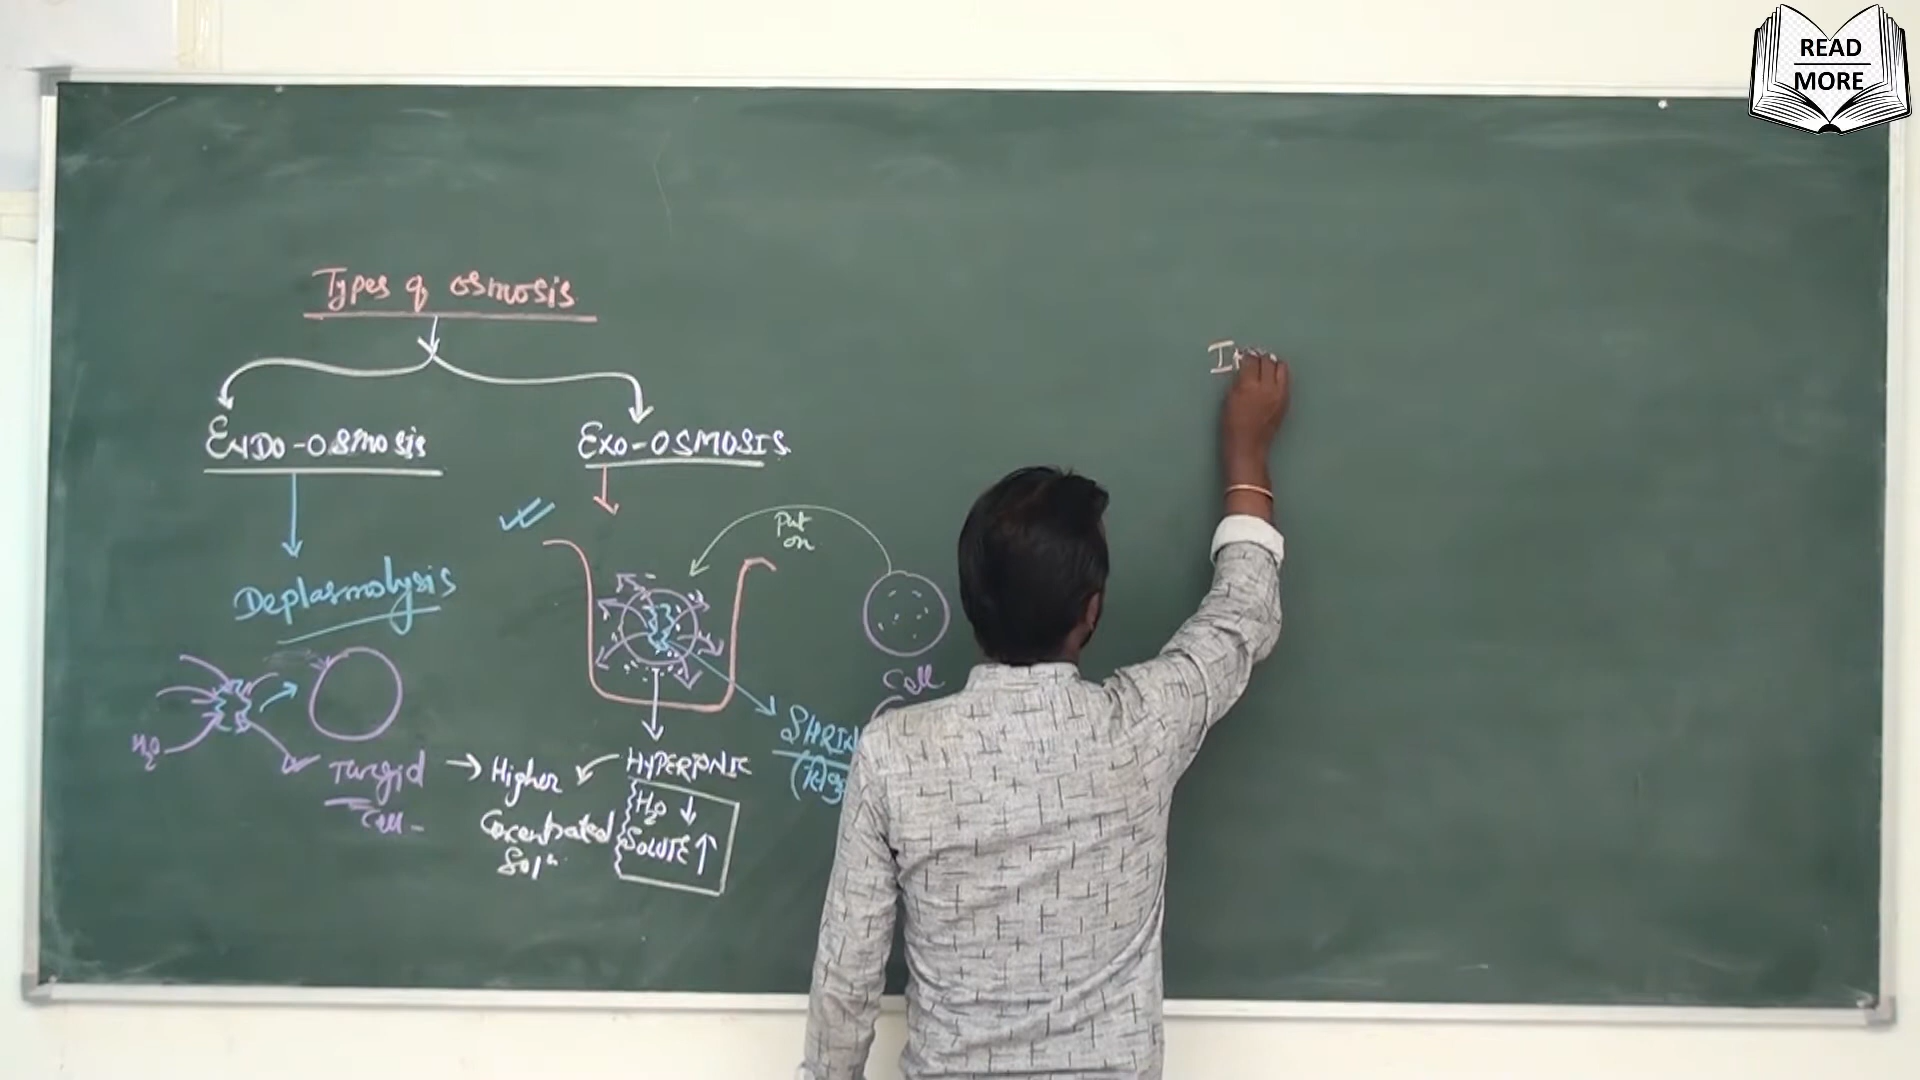 READ
MORE
Types of osmosis
ENDO-OSMOSIS
EXO-OSMOSIS
Put
on
Deplasmolysis
Cell
H₂O
Turgid
Cell
Higher
Concentrated
Solⁿ
HYPERTONIC
H₂O ↓
SOLUTE ↑